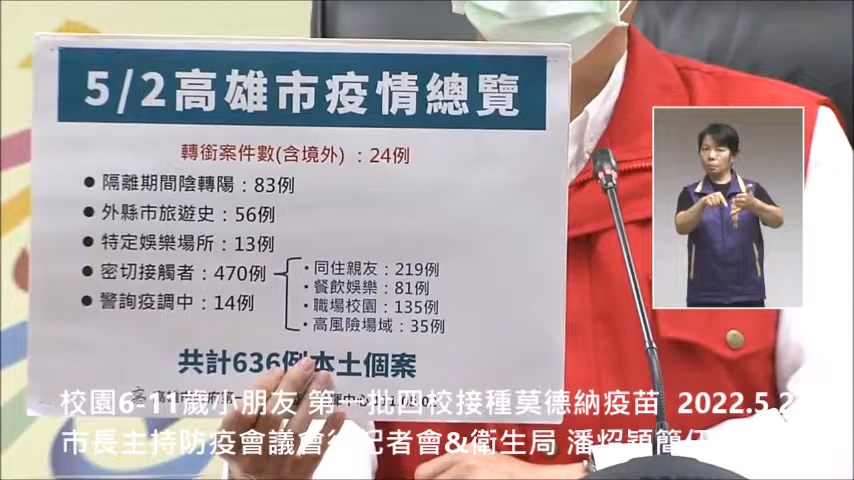 5/2高雄市疫情總覽
轉銜案件數(含境外)：24例
● 隔離期間陰轉陽：83例
● 外縣市旅遊史：56例
● 特定娛樂場所：13例
● 密切接觸者：470例
・同住親友：219例
・餐飲娛樂：81例
・職場校園：135例
・高風險場域：35例
● 警詢疫調中：14例
共計636例本土個案
校園6-11歲小朋友 第一批四校接種莫德納疫苗 2022.5.2
市長主持防疫會議會後記者會&衛生局 潘炤穎簡任